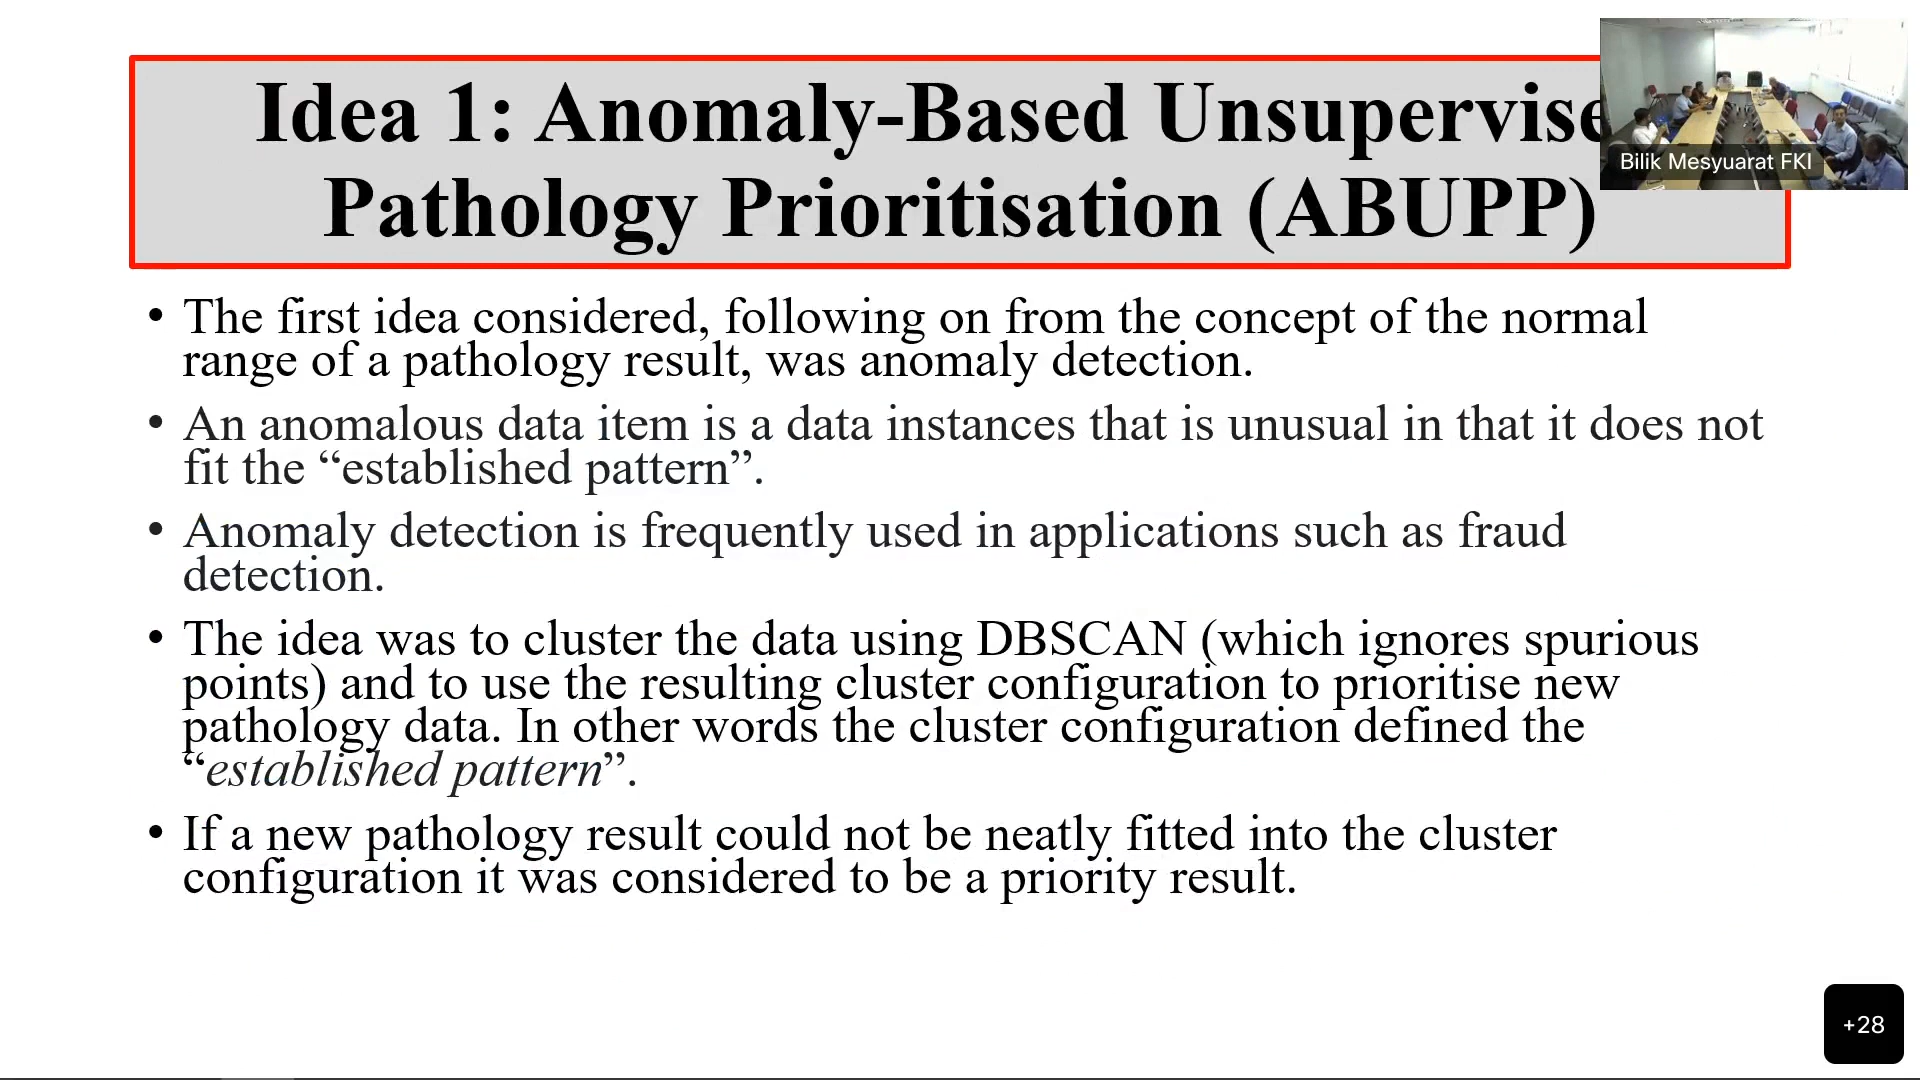 Idea 1: Anomaly-Based Unsupervise
Pathology Prioritisation (ABUPP)
Bilik Mesyuarat FKI
• The first idea considered, following on from the concept of the normal
range of a pathology result, was anomaly detection.
• An anomalous data item is a data instances that is unusual in that it does not
fit the “established pattern”.
• Anomaly detection is frequently used in applications such as fraud
detection.
• The idea was to cluster the data using DBSCAN (which ignores spurious
points) and to use the resulting cluster configuration to prioritise new
pathology data. In other words the cluster configuration defined the
“established pattern”.
• If a new pathology result could not be neatly fitted into the cluster
configuration it was considered to be a priority result.
+28